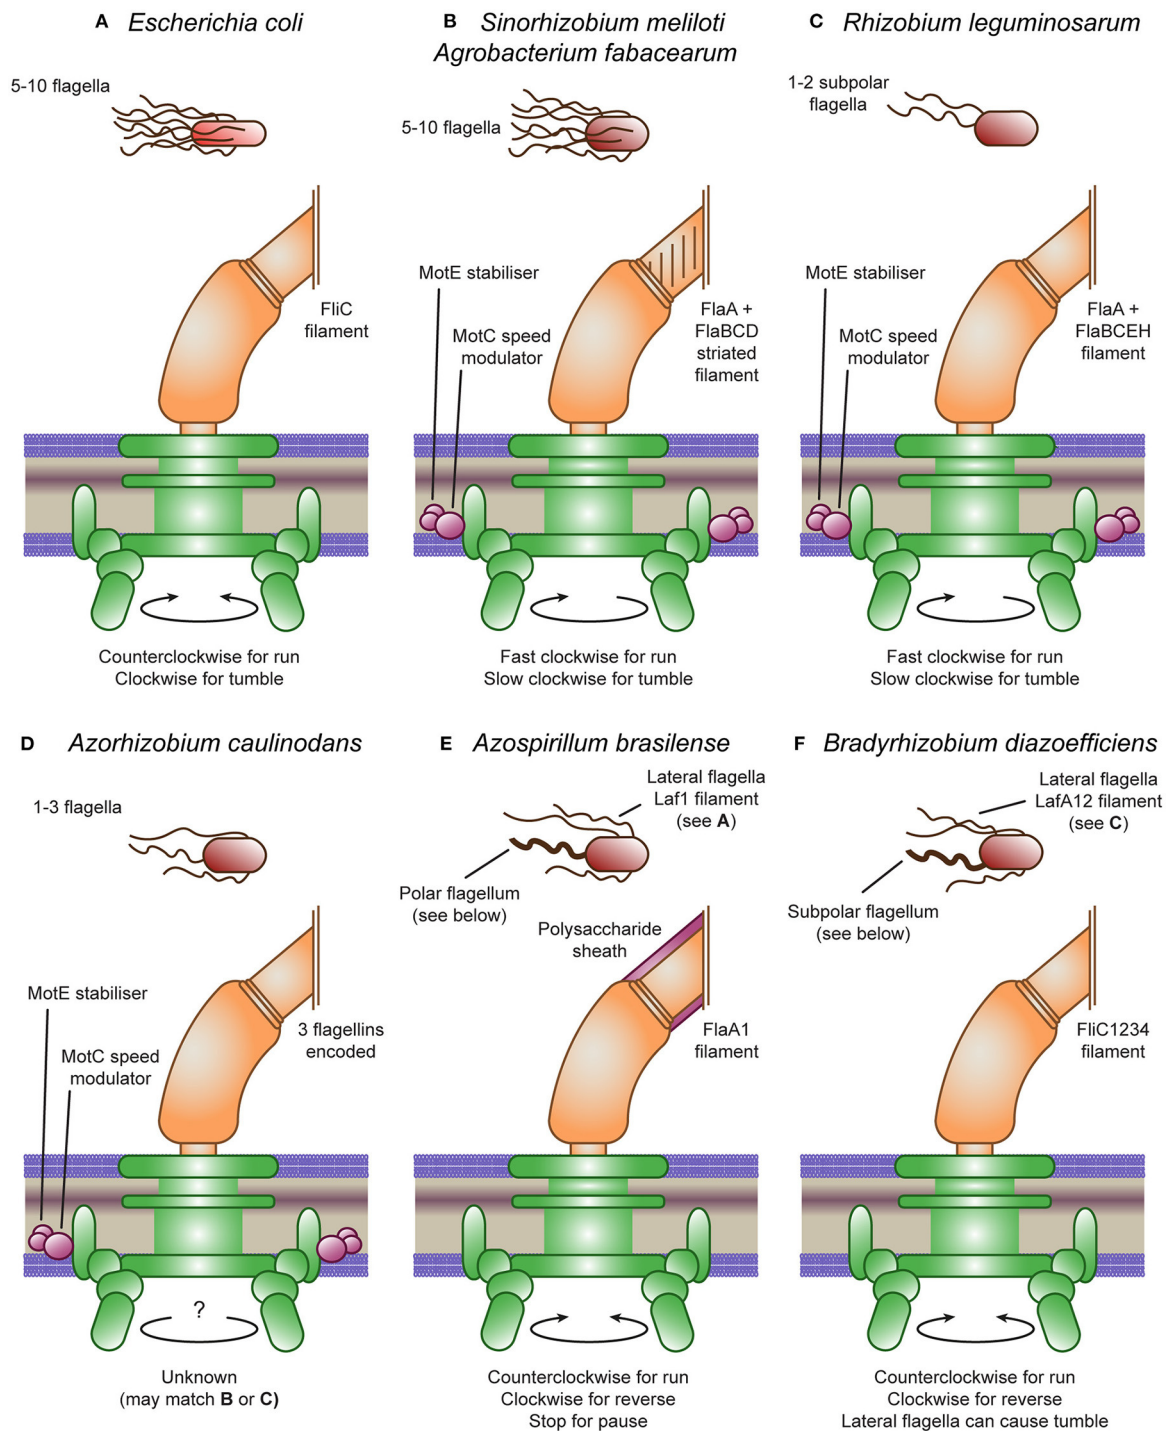 A Escherichia coli
5-10 flagella
FliC
filament
Counterclockwise for run
Clockwise for tumble
B Sinorhizobium meliloti
Agrobacterium fabacearum
5-10 flagella
MotE stabiliser
MotC speed
modulator
FlaA +
FlaBCD
striated
filament
Fast clockwise for run
Slow clockwise for tumble
C Rhizobium leguminosarum
1-2 subpolar
flagella
MotE stabiliser
MotC speed
modulator
FlaA +
FlaBCEH
filament
Fast clockwise for run
Slow clockwise for tumble
D Azorhizobium caulinodans
1-3 flagella
MotE stabiliser
MotC speed
modulator
3 flagellins
encoded
?
Unknown
(may match B or C)
E Azospirillum brasilense
Lateral flagella
Laf1 filament
(see A)
Polar flagellum
(see below)
Polysaccharide
sheath
FlaA1
filament
Counterclockwise for run
Clockwise for reverse
Stop for pause
F Bradyrhizobium diazoefficiens
Lateral flagella
LafA12 filament
(see C)
Subpolar flagellum
(see below)
FliC1234
filament
Counterclockwise for run
Clockwise for reverse
Lateral flagella can cause tumble